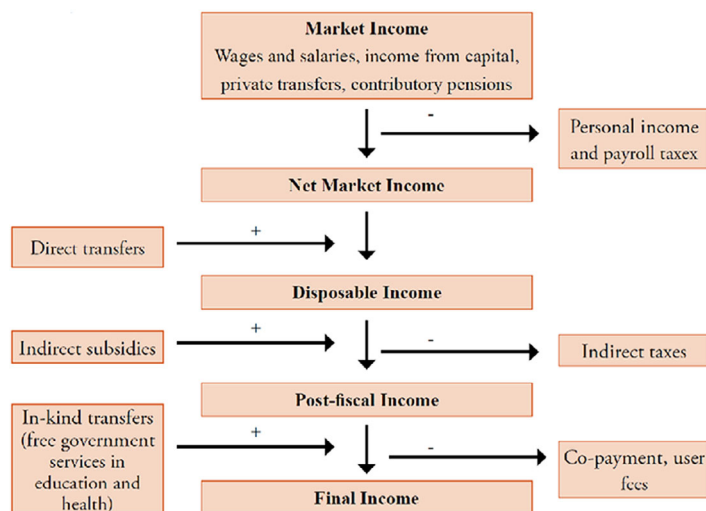 Market Income
Wages and salaries, income from capital,
private transfers, contributory pensions
-
Personal income
and payroll taxex
Net Market Income
+
Direct transfers
Disposable Income
+
-
Indirect subsidies
Indirect taxes
Post-fiscal Income
In-kind transfers
(free government
services in
education and
health)
+
-
Co-payment, user
fees
Final Income